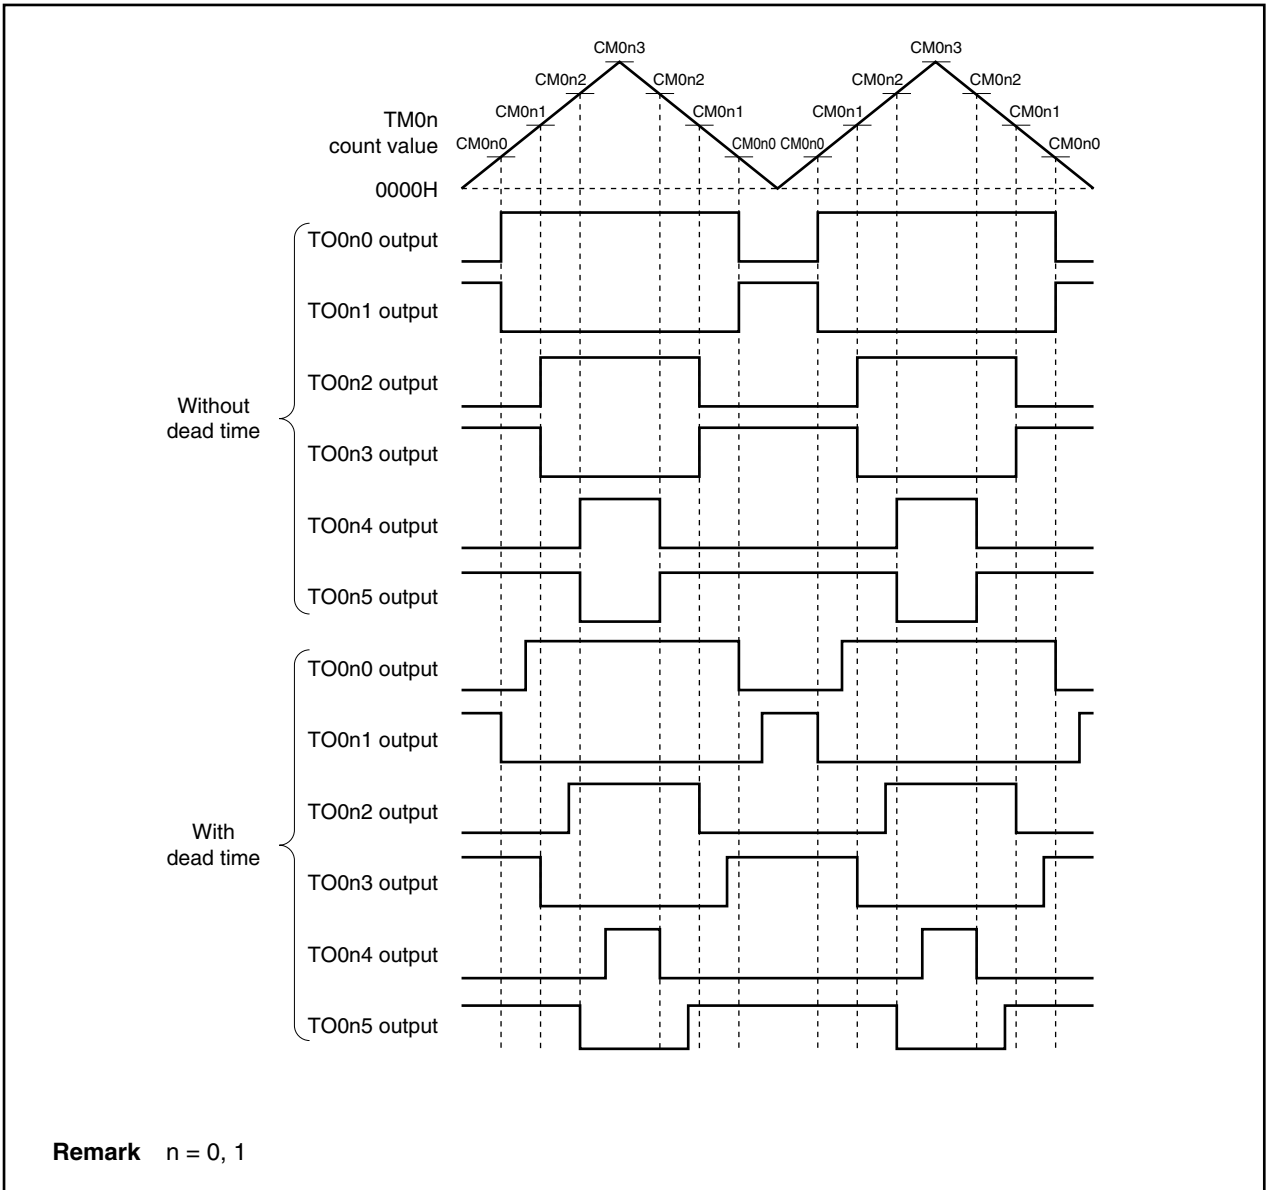 CM0n3 CM0n3
CM0n2 CM0n2 CM0n2 CM0n2
CM0n1 CM0n1 CM0n1 CM0n1
TM0n
count value
CM0n0 CM0n0 CM0n0 CM0n0
0000H
Without
dead time
TO0n0 output
TO0n1 output
TO0n2 output
TO0n3 output
TO0n4 output
TO0n5 output
With
dead time
TO0n0 output
TO0n1 output
TO0n2 output
TO0n3 output
TO0n4 output
TO0n5 output
Remark n = 0, 1